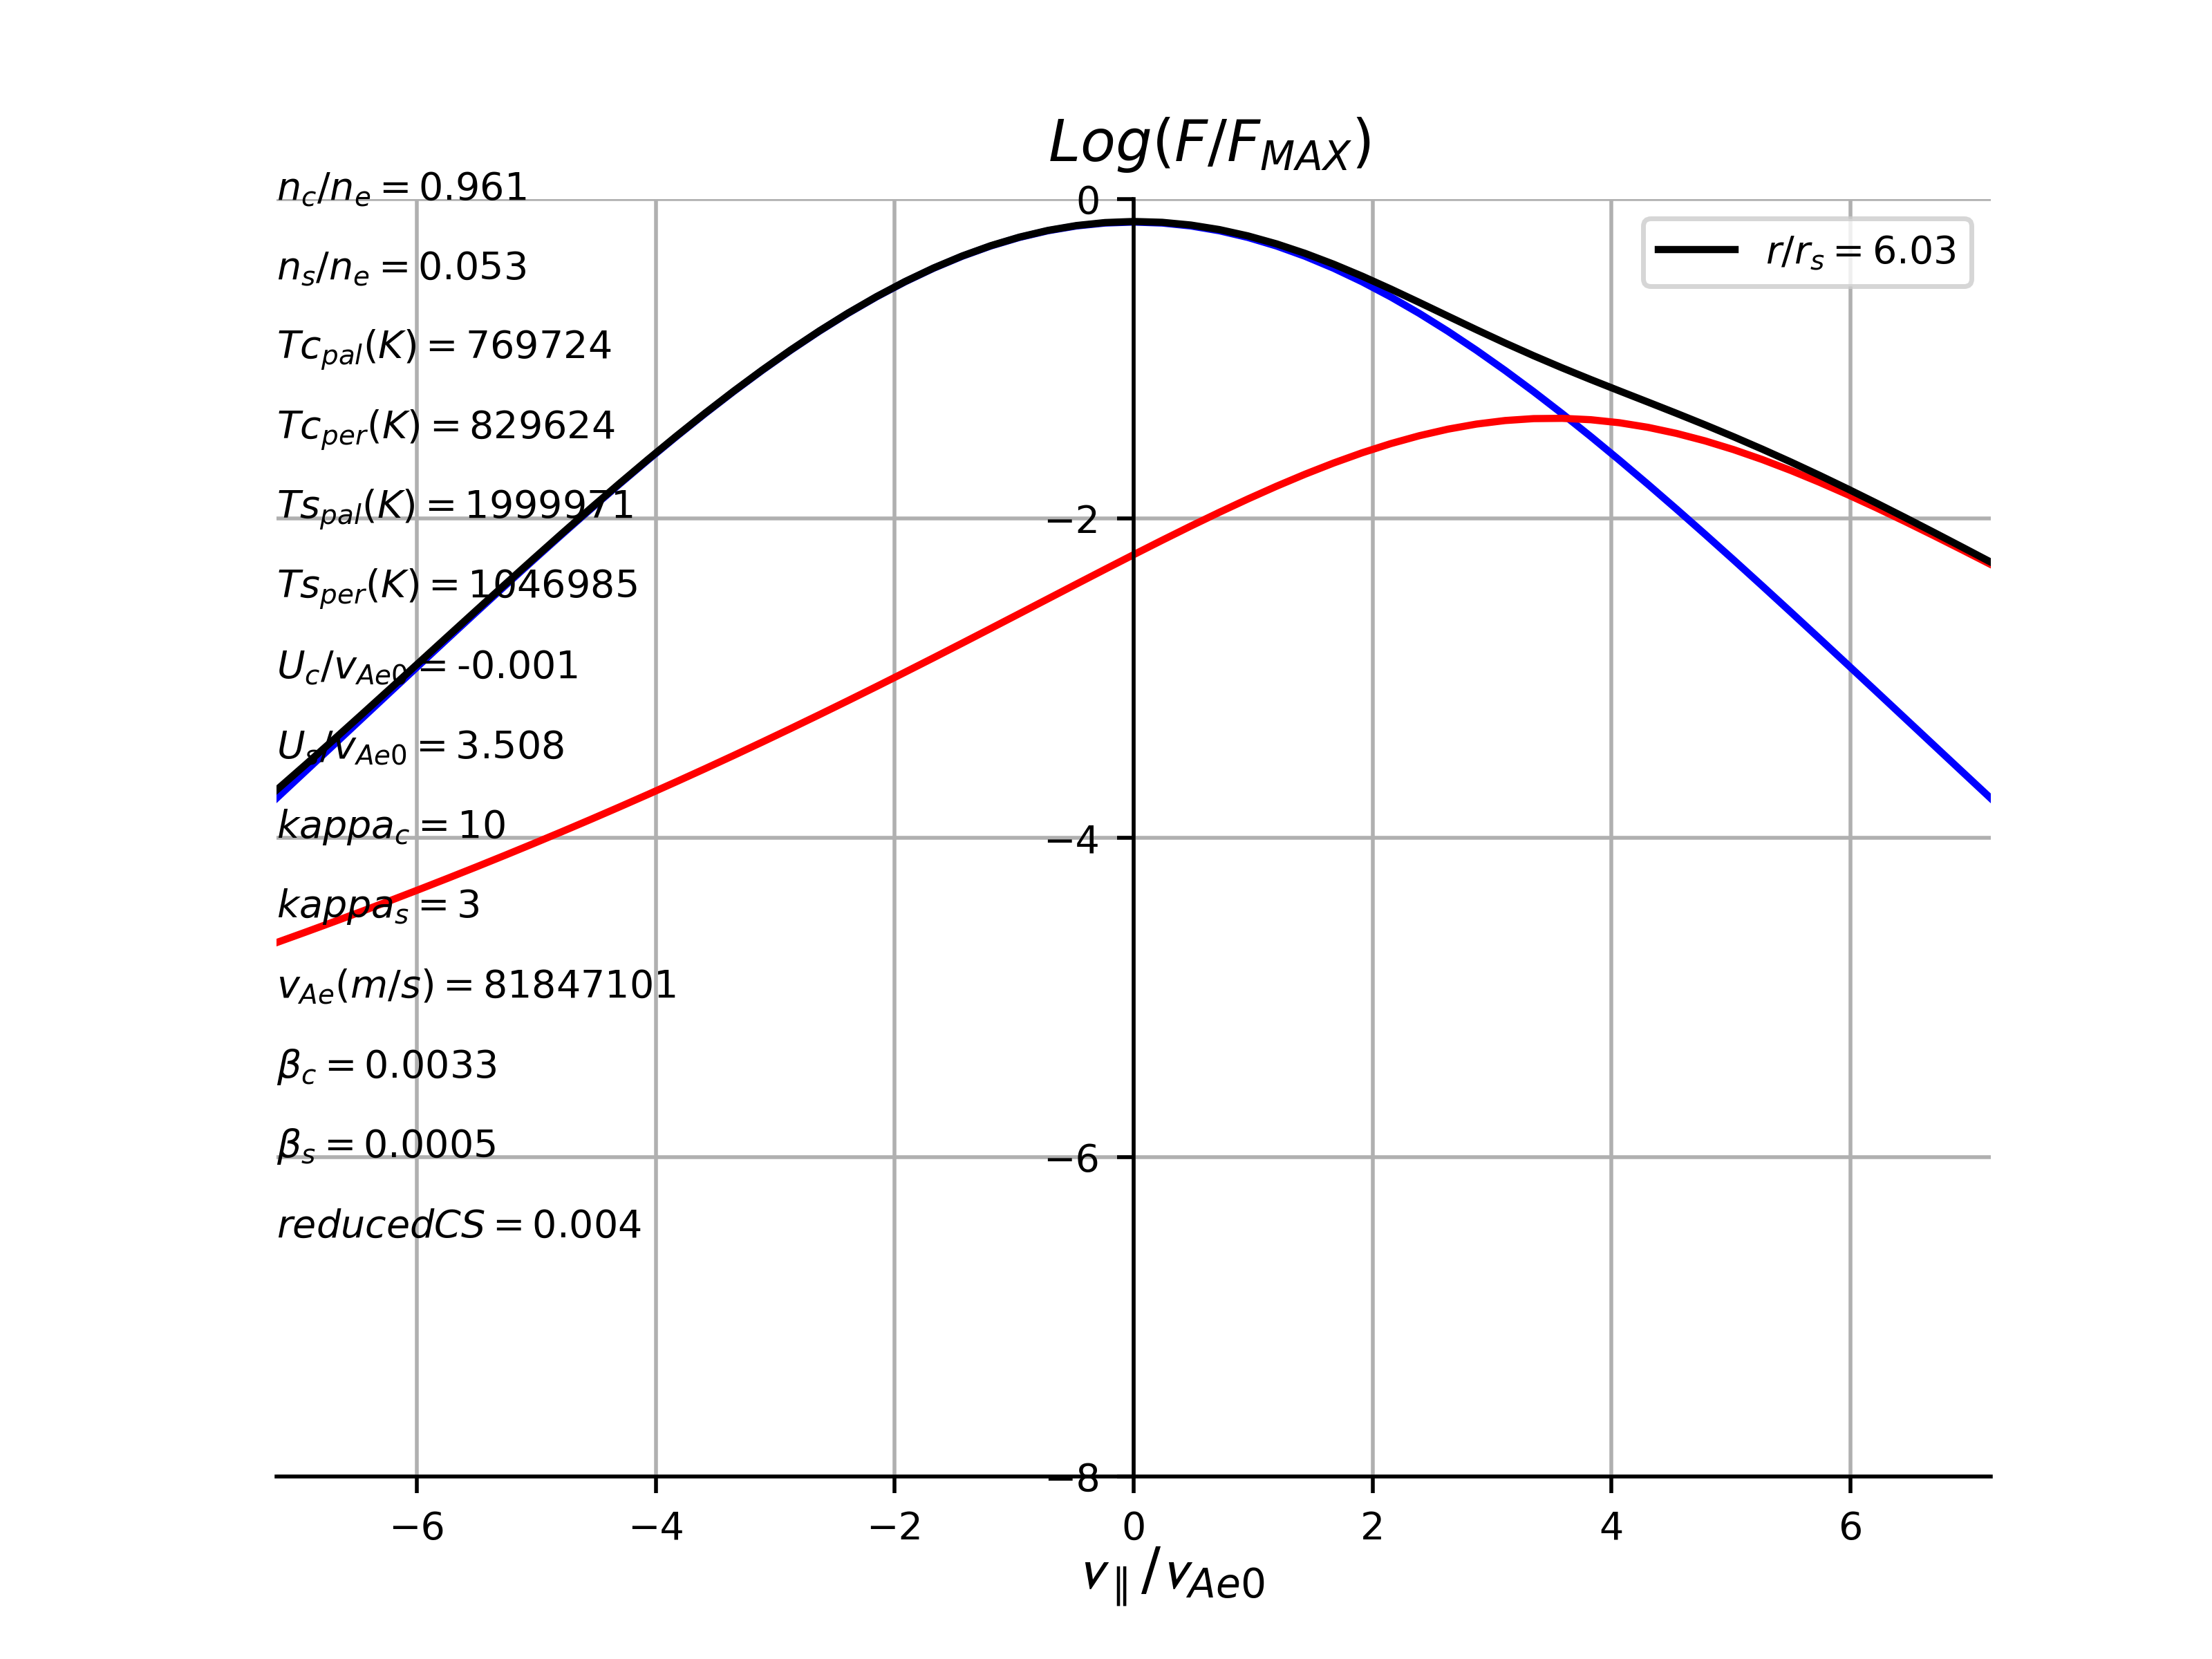 Log(F/F_MAX)
n_c/n_e = 0.961
n_s/n_e = 0.053
Tc_pal(K) = 769724
Tc_per(K) = 829624
Ts_pal(K) = 1999971
Ts_per(K) = 1046985
U_c/v_Ae0 = -0.001
U_s/v_Ae0 = 3.508
kappa_c = 10
kappa_s = 3
v_Ae(m/s) = 81847101
β_c = 0.0033
β_s = 0.0005
reducedCS = 0.004
r/r_s = 6.03
0
−2
−4
−6
−8
−6 −4 −2 0 2 4 6
v_∥/v_Ae0